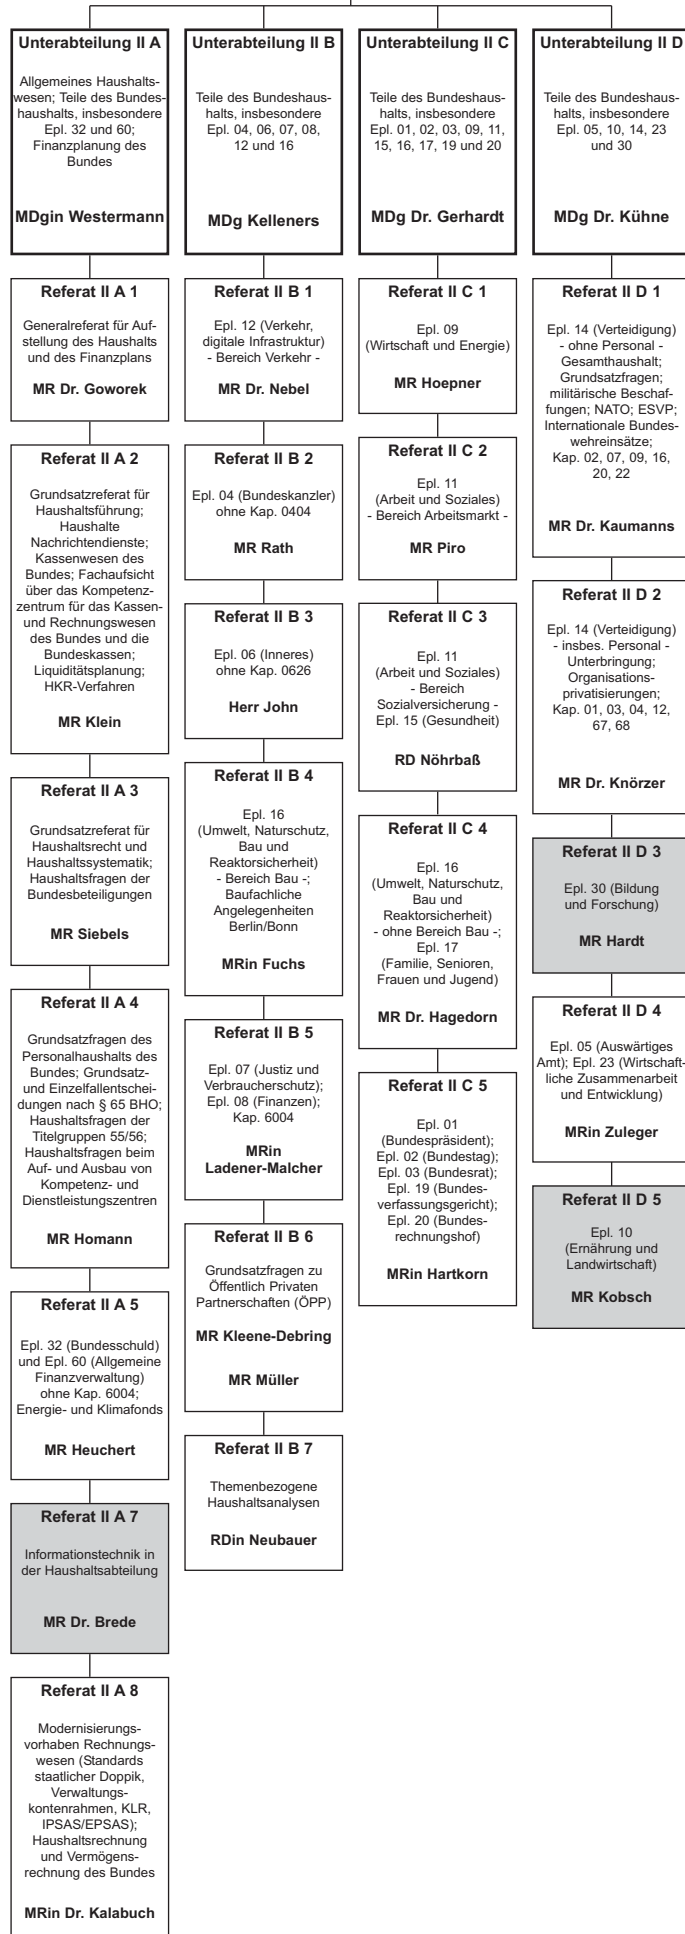 Unterabteilung II A
Allgemeines Haushalts-
wesen; Teile des Bundes-
haushalts, insbesondere
Epl. 32 und 60;
Finanzplanung des
Bundes
MDgin Westermann
Referat II A 1
Generalreferat für Auf-
stellung des Haushalts
und des Finanzplans
MR Dr. Goworek
Referat II A 2
Grundsatzreferat für
Haushaltsführung;
Haushalte
Nachrichtendienste;
Kassenwesen des
Bundes; Fachaufsicht
über das Kompetenz-
zentrum für das Kassen-
und Rechnungswesen
des Bundes und die
Bundeskassen;
Liquiditätsplanung;
HKR-Verfahren
MR Klein
Referat II A 3
Grundsatzreferat für
Haushaltsrecht und
Haushaltssystematik;
Haushaltsfragen der
Bundesbeteiligungen
MR Siebels
Referat II A 4
Grundsatzfragen des
Personalhaushalts des
Bundes; Grundsatz-
und Einzelfallentschei-
dungen nach § 65 BHO;
Haushaltsfragen der
Titelgruppen 55/56;
Haushaltsfragen beim
Auf- und Ausbau von
Kompetenz- und
Dienstleistungszentren
MR Homann
Referat II A 5
Epl. 32 (Bundesschuld)
und Epl. 60 (Allgemeine
Finanzverwaltung)
ohne Kap. 6004;
Energie- und Klimafonds
MR Heuchert
Referat II A 7
Informationstechnik in
der Haushaltsabteilung
MR Dr. Brede
Referat II A 8
Modernisierungs-
vorhaben Rechnungs-
wesen (Standards
staatlicher Doppik,
Verwaltungs-
kontenrahmen, KLR,
IPSAS/EPSAS);
Haushaltsrechnung
und Vermögens-
rechnung des Bundes
MRin Dr. Kalabuch
Unterabteilung II B
Teile des Bundeshaus-
halts, insbesondere
Epl. 04, 06, 07, 08,
12 und 16
MDg Kelleners
Referat II B 1
Epl. 12 (Verkehr,
digitale Infrastruktur)
- Bereich Verkehr -
MR Dr. Nebel
Referat II B 2
Epl. 04 (Bundeskanzler)
ohne Kap. 0404
MR Rath
Referat II B 3
Epl. 06 (Inneres)
ohne Kap. 0626
Herr John
Referat II B 4
Epl. 16
(Umwelt, Naturschutz,
Bau und
Reaktorsicherheit)
- Bereich Bau -;
Baufachliche
Angelegenheiten
Berlin/Bonn
MRin Fuchs
Referat II B 5
Epl. 07 (Justiz und
Verbraucherschutz);
Epl. 08 (Finanzen);
Kap. 6004
MRin
Ladener-Malcher
Referat II B 6
Grundsatzfragen zu
Öffentlich Privaten
Partnerschaften (ÖPP)
MR Kleene-Debring
MR Müller
Referat II B 7
Themenbezogene
Haushaltsanalysen
RDin Neubauer
Unterabteilung II C
Teile des Bundeshaus-
halts, insbesondere
Epl. 01, 02, 03, 09, 11,
15, 16, 17, 19 und 20
MDg Dr. Gerhardt
Referat II C 1
Epl. 09
(Wirtschaft und Energie)
MR Hoepner
Referat II C 2
Epl. 11
(Arbeit und Soziales)
- Bereich Arbeitsmarkt -
MR Piro
Referat II C 3
Epl. 11
(Arbeit und Soziales)
- Bereich
Sozialversicherung -
Epl. 15 (Gesundheit)
RD Nöhrbaß
Referat II C 4
Epl. 16
(Umwelt, Naturschutz,
Bau und
Reaktorsicherheit)
- ohne Bereich Bau -;
Epl. 17
(Familie, Senioren,
Frauen und Jugend)
MR Dr. Hagedorn
Referat II C 5
Epl. 01
(Bundespräsident);
Epl. 02 (Bundestag);
Epl. 03 (Bundesrat);
Epl. 19 (Bundes-
verfassungsgericht);
Epl. 20 (Bundes-
rechnungshof)
MRin Hartkorn
Unterabteilung II D
Teile des Bundeshaus-
halts, insbesondere
Epl. 05, 10, 14, 23
und 30
MDg Dr. Kühne
Referat II D 1
Epl. 14 (Verteidigung)
- ohne Personal -
Gesamthaushalt;
Grundsatzfragen;
militärische Beschaf-
fungen; NATO; ESVP;
Internationale Bundes-
wehreinsätze;
Kap. 02, 07, 09, 16,
20, 22
MR Dr. Kaumanns
Referat II D 2
Epl. 14 (Verteidigung)
- insbes. Personal -
Unterbringung;
Organisations-
privatisierungen;
Kap. 01, 03, 04, 12,
67, 68
MR Dr. Knörzer
Referat II D 3
Epl. 30 (Bildung
und Forschung)
MR Hardt
Referat II D 4
Epl. 05 (Auswärtiges
Amt); Epl. 23 (Wirtschaft-
liche Zusammenarbeit
und Entwicklung)
MRin Zuleger
Referat II D 5
Epl. 10
(Ernährung und
Landwirtschaft)
MR Kobsch